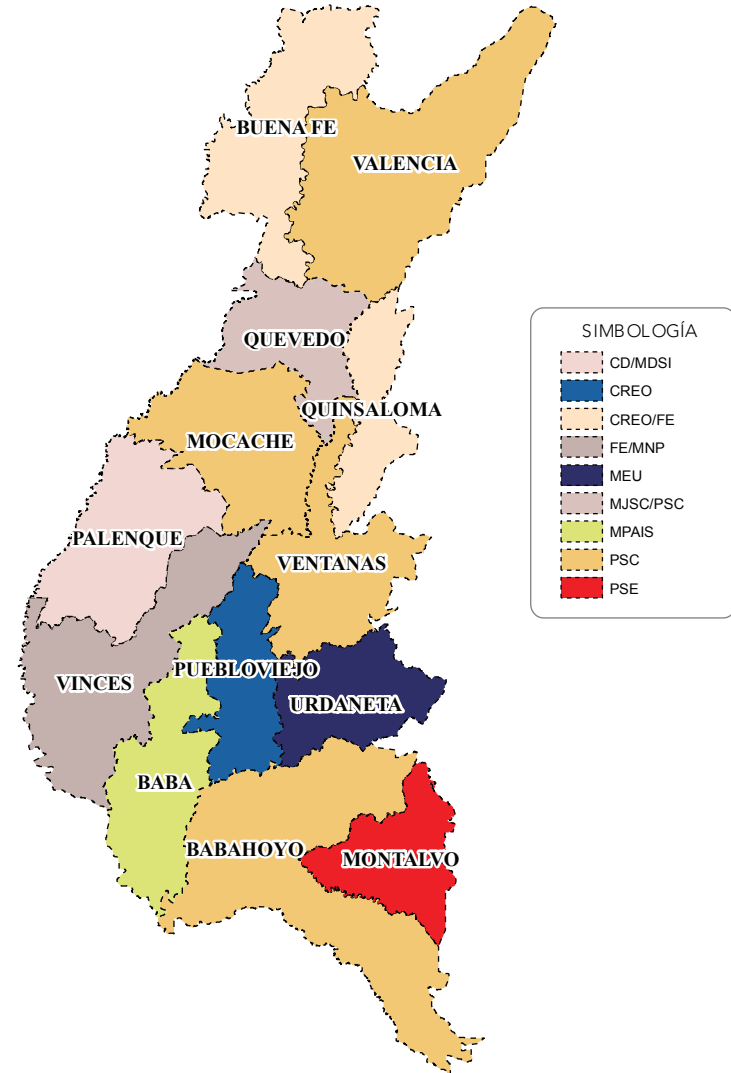 BUENA FE
VALENCIA
QUEVEDO
QUINSALOMA
MOCACHE
PALENQUE
VENTANAS
VINCES
PUEBLOVIEJO
URDANETA
BABA
BABAHOYO
MONTALVO
SIMBOLOGÍA
CD/MDSI
CREO
CREO/FE
FE/MNP
MEU
MJSC/PSC
MPAIS
PSC
PSE